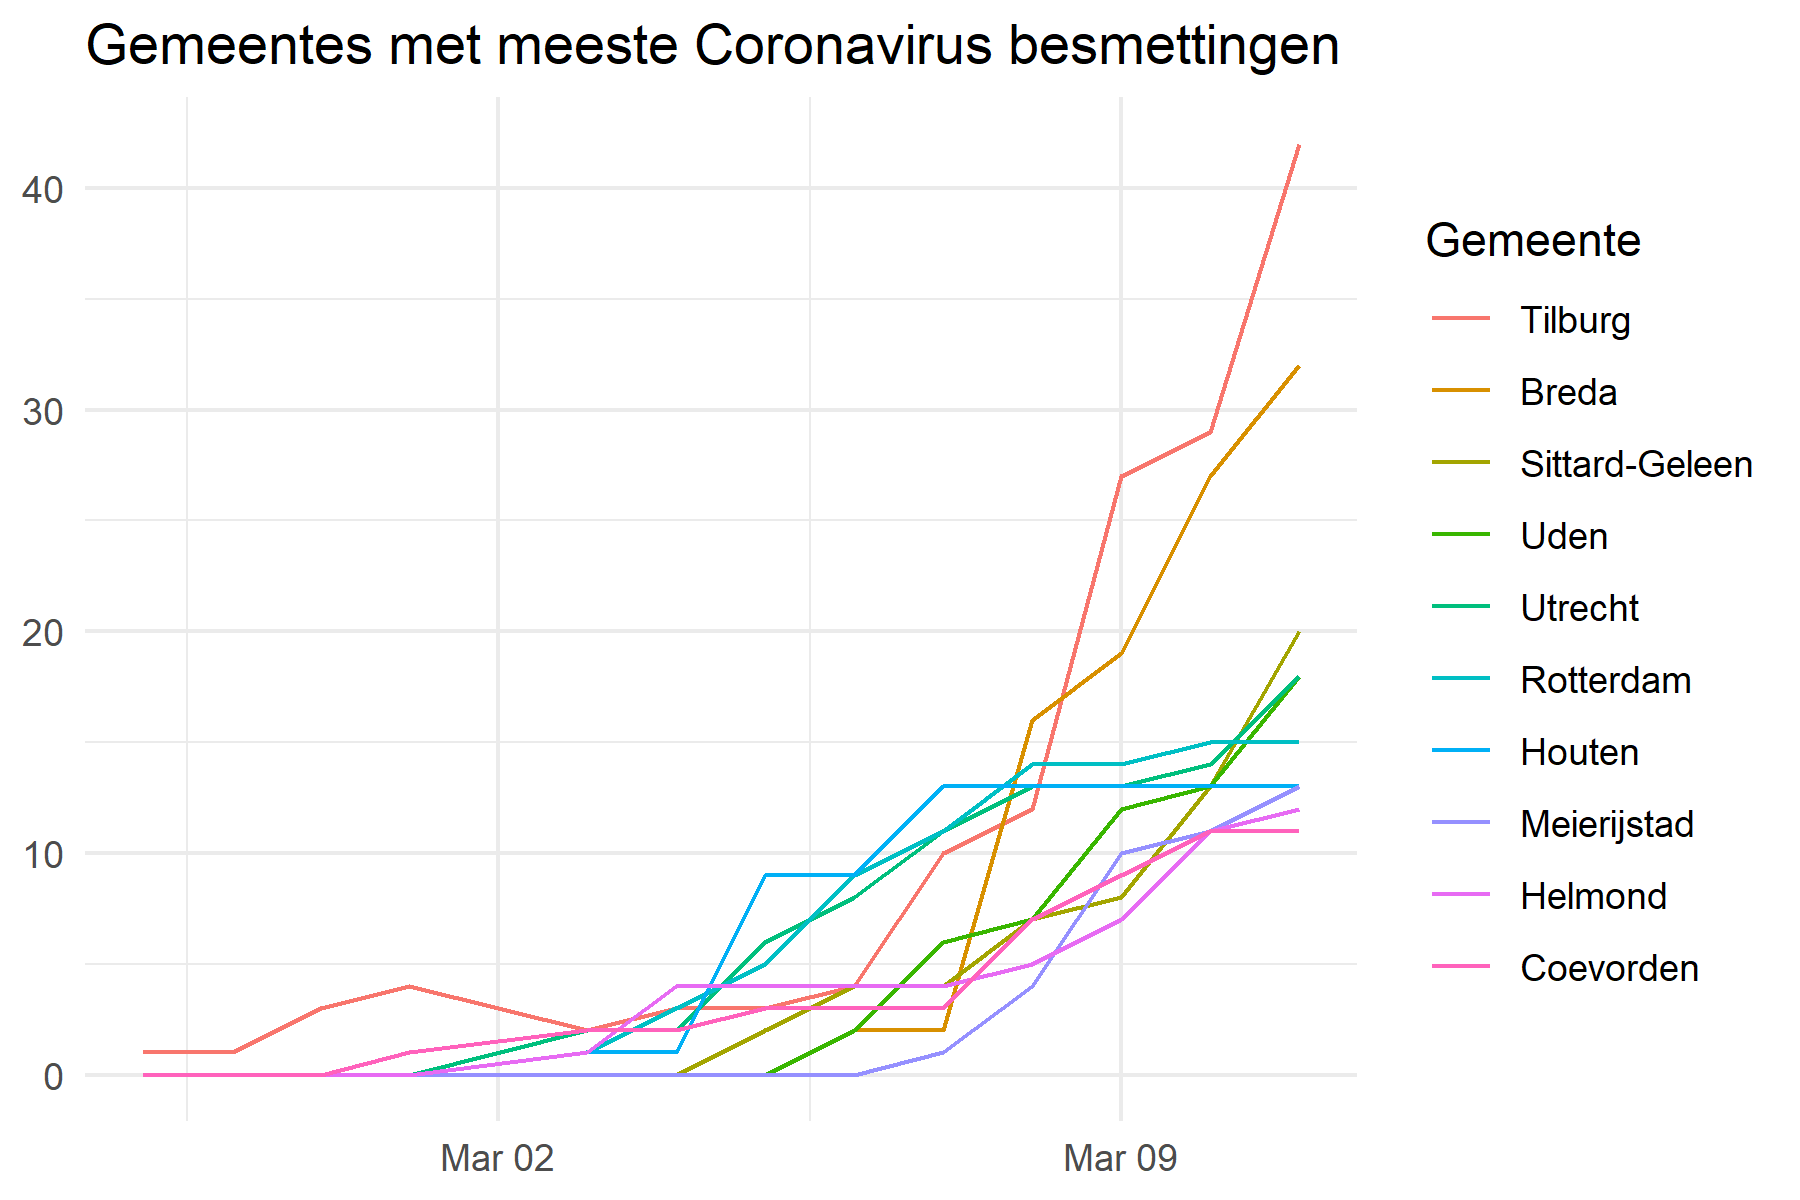 Gemeentes met meeste Coronavirus besmettingen
40
30
20
10
0
Mar 02
Mar 09
Gemeente
Tilburg
Breda
Sittard-Geleen
Uden
Utrecht
Rotterdam
Houten
Meierijstad
Helmond
Coevorden